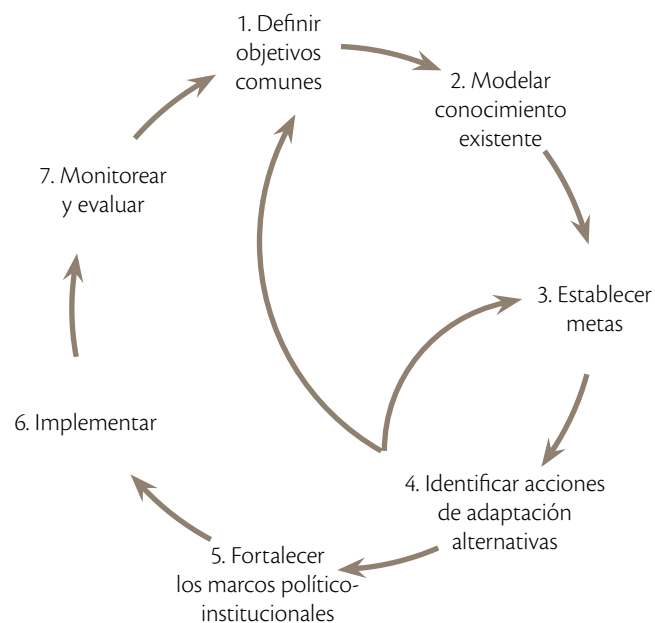 1. Definir
objetivos
comunes
2. Modelar
conocimiento
existente
3. Establecer
metas
4. Identificar acciones
de adaptación
alternativas
5. Fortalecer
los marcos político-
institucionales
6. Implementar
7. Monitorear
y evaluar